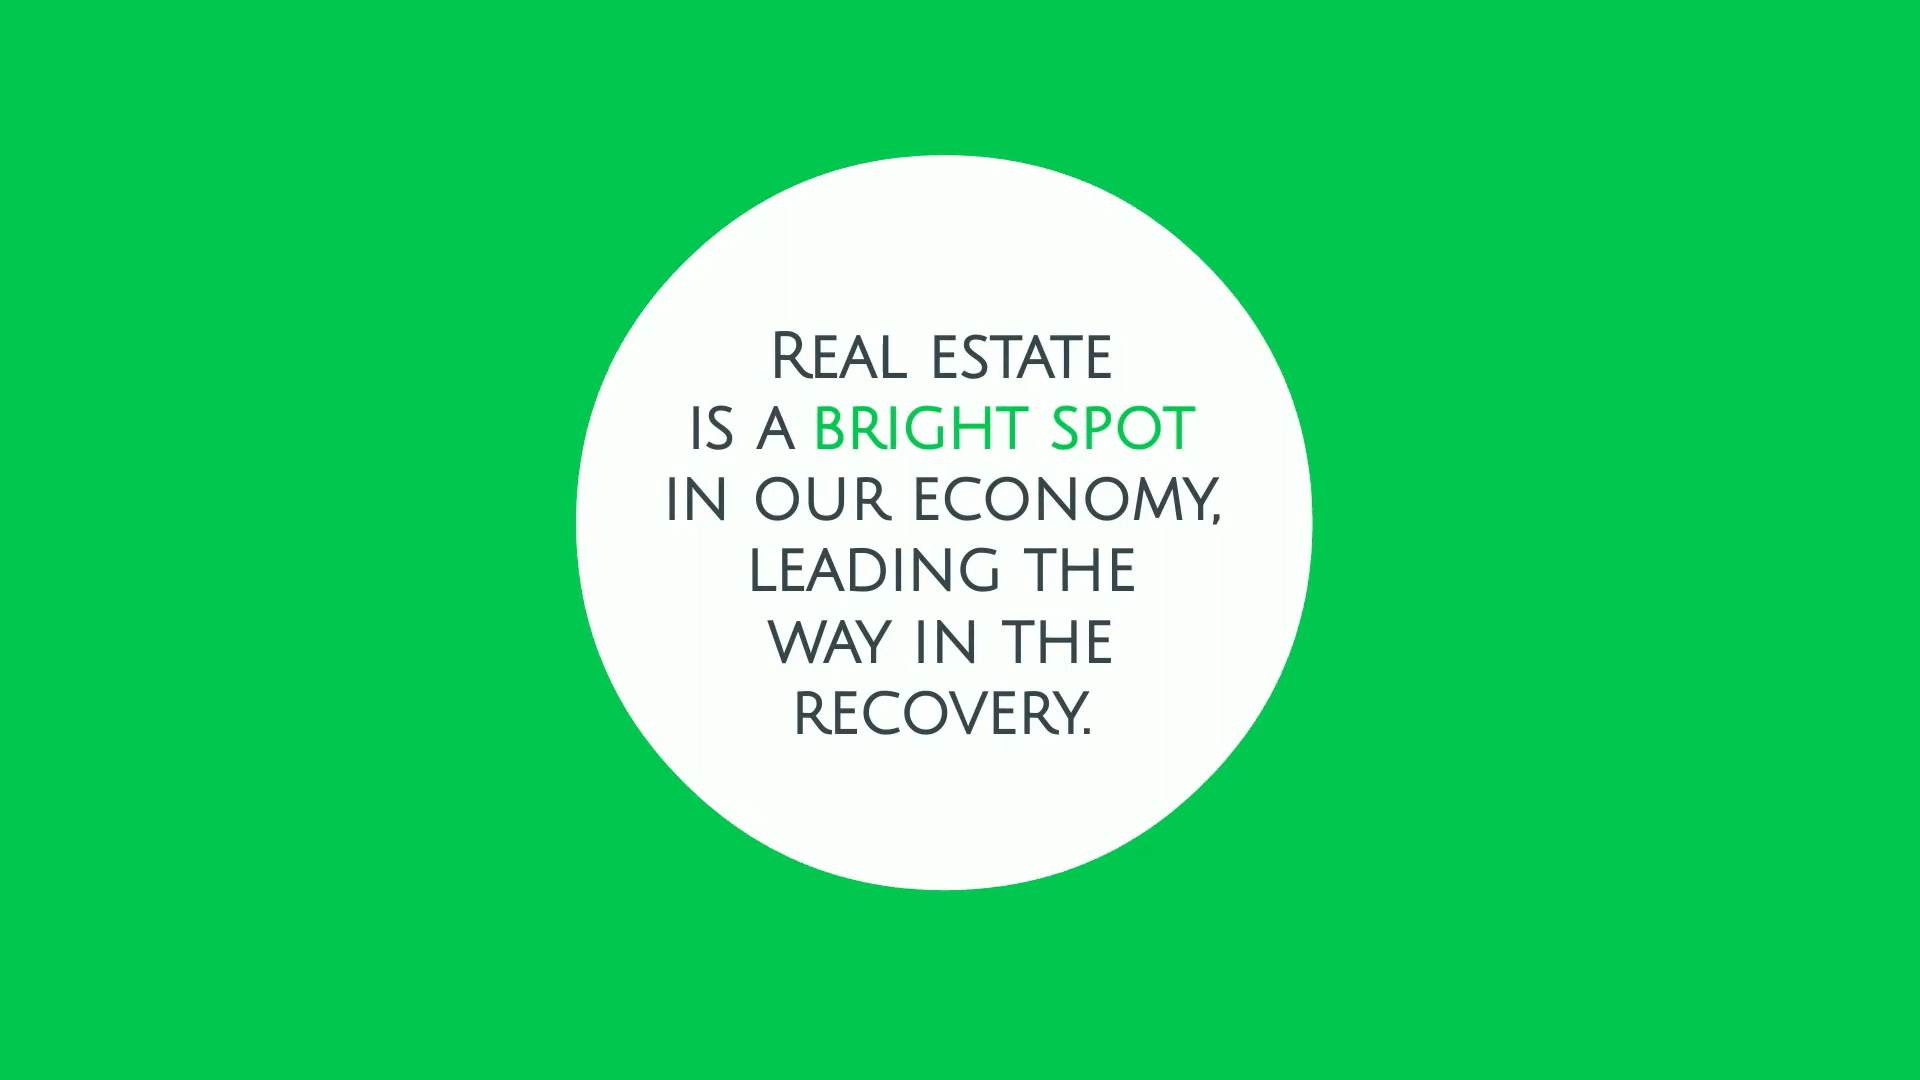 Real estate
is a bright spot
in our economy,
leading the
way in the
recovery.